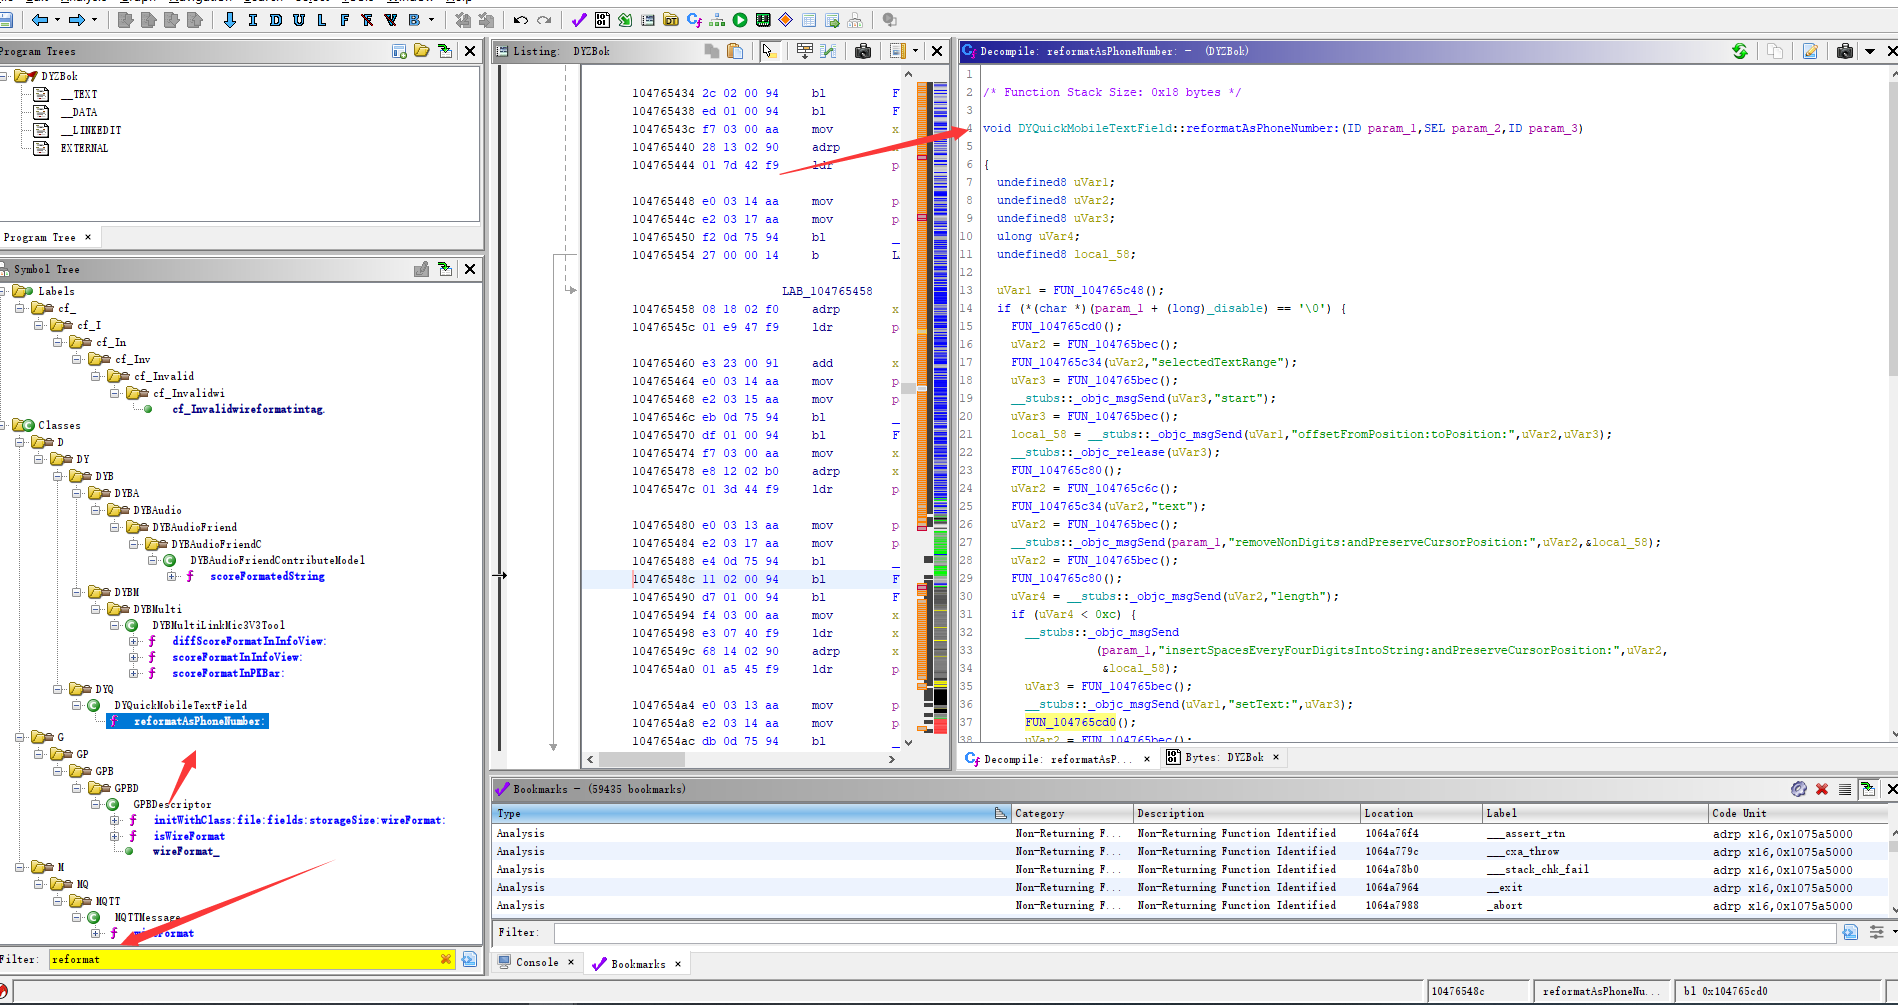 I D U L F R V B
Program Trees
DYZBok
__TEXT
__DATA
__LINKEDIT
EXTERNAL
Program Tree ×
Symbol Tree
Labels
cf_
cf_I
cf_In
cf_Inv
cf_Invalid
cf_Invalidwi
cf_Invalidwireformatintag.
Classes
D
DY
DYB
DYBA
DYBAudio
DYBAudioFriend
DYBAudioFriendC
DYBAudioFriendContributeModel
scoreFormatedString
DYBM
DYBMulti
DYBMultiLinkMic3V3Tool
diffScoreFormatInInfoView:
scoreFormatInInfoView:
scoreFormatInPKBar:
DYQ
DYQuickMobileTextField
reformatAsPhoneNumber:
G
GP
GPB
GPBD
GPBDescriptor
initWithClass:file:fields:storageSize:wireFormat:
isWireFormat
wireFormat_
M
MQ
MQTT
MQTTMessage
Filter: reformat
Listing: DYZBok
104765434 2c 02 00 94 bl F
104765438 ed 01 00 94 bl F
10476543c f7 03 00 aa mov x
104765440 28 13 02 90 adrp x
104765444 01 7d 42 f9 ldr p
104765448 e0 03 14 aa mov p
10476544c e2 03 17 aa mov p
104765450 f2 0d 75 94 bl _
104765454 27 00 00 14 b L
LAB_104765458
104765458 08 18 02 f0 adrp x
10476545c 01 e9 47 f9 ldr p
104765460 e3 23 00 91 add x
104765464 e0 03 14 aa mov p
104765468 e2 03 15 aa mov p
10476546c eb 0d 75 94 bl _
104765470 df 01 00 94 bl F
104765474 f7 03 00 aa mov x
104765478 e8 12 02 b0 adrp x
10476547c 01 3d 44 f9 ldr p
104765480 e0 03 13 aa mov p
104765484 e2 03 17 aa mov p
104765488 e4 0d 75 94 bl _
10476548c 11 02 00 94 bl F
104765490 d7 01 00 94 bl F
104765494 f4 03 00 aa mov x
104765498 e3 07 40 f9 ldr x
10476549c 68 14 02 90 adrp x
1047654a0 01 a5 45 f9 ldr p
1047654a4 e0 03 13 aa mov p
1047654a8 e2 03 14 aa mov p
1047654ac db 0d 75 94 bl _
Decompile: reformatAsPhoneNumber: - (DYZBok)
1
2 /* Function Stack Size: 0x18 bytes */
3
4 void DYQuickMobileTextField::reformatAsPhoneNumber:(ID param_1,SEL param_2,ID param_3)
5
6 {
7 undefined8 uVar1;
8 undefined8 uVar2;
9 undefined8 uVar3;
10 ulong uVar4;
11 undefined8 local_58;
12
13 uVar1 = FUN_104765c48();
14 if (*(char *)(param_1 + (long)_disable) == '\0') {
15 FUN_104765cd0();
16 uVar2 = FUN_104765bec();
17 FUN_104765c34(uVar2,"selectedTextRange");
18 uVar3 = FUN_104765bec();
19 __stubs::_objc_msgSend(uVar3,"start");
20 uVar3 = FUN_104765bec();
21 local_58 = __stubs::_objc_msgSend(uVar1,"offsetFromPosition:toPosition:",uVar2,uVar3);
22 __stubs::_objc_release(uVar3);
23 FUN_104765c80();
24 uVar2 = FUN_104765c6c();
25 FUN_104765c34(uVar2,"text");
26 uVar2 = FUN_104765bec();
27 __stubs::_objc_msgSend(param_1,"removeNonDigits:andPreserveCursorPosition:",uVar2,&local_58);
28 uVar2 = FUN_104765bec();
29 FUN_104765c80();
30 uVar4 = __stubs::_objc_msgSend(uVar2,"length");
31 if (uVar4 < 0xc) {
32 __stubs::_objc_msgSend
33 (param_1,"insertSpacesEveryFourDigitsIntoString:andPreserveCursorPosition:",uVar2,
34 &local_58);
35 uVar3 = FUN_104765bec();
36 __stubs::_objc_msgSend(uVar1,"setText:",uVar3);
37 FUN_104765cd0();
38 uVar2 = FUN_104765bec();
Decompile: reformatAsP... ×
Bytes: DYZBok ×
Bookmarks - (59435 bookmarks)
Type Category Description Location Label Code Unit
Analysis Non-Returning F... Non-Returning Function Identified 1064a76f4 ___assert_rtn adrp x16,0x1075a5000
Analysis Non-Returning F... Non-Returning Function Identified 1064a779c ___cxa_throw adrp x16,0x1075a5000
Analysis Non-Returning F... Non-Returning Function Identified 1064a78b0 ___stack_chk_fail adrp x16,0x1075a5000
Analysis Non-Returning F... Non-Returning Function Identified 1064a7964 __exit adrp x16,0x1075a5000
Analysis Non-Returning F... Non-Returning Function Identified 1064a7988 _abort adrp x16,0x1075a5000
Filter:
Console ×
Bookmarks ×
10476548c
reformatAsPhoneNu...
bl 0x104765cd0